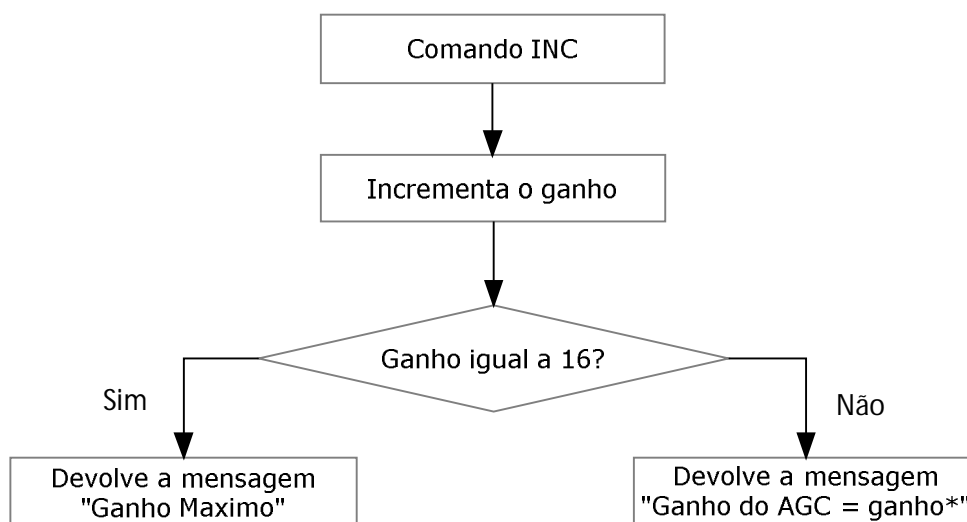 Comando INC
Incrementa o ganho
Ganho igual a 16?
Sim
Não
Devolve a mensagem
"Ganho Maximo"
Devolve a mensagem
"Ganho do AGC = ganho*"